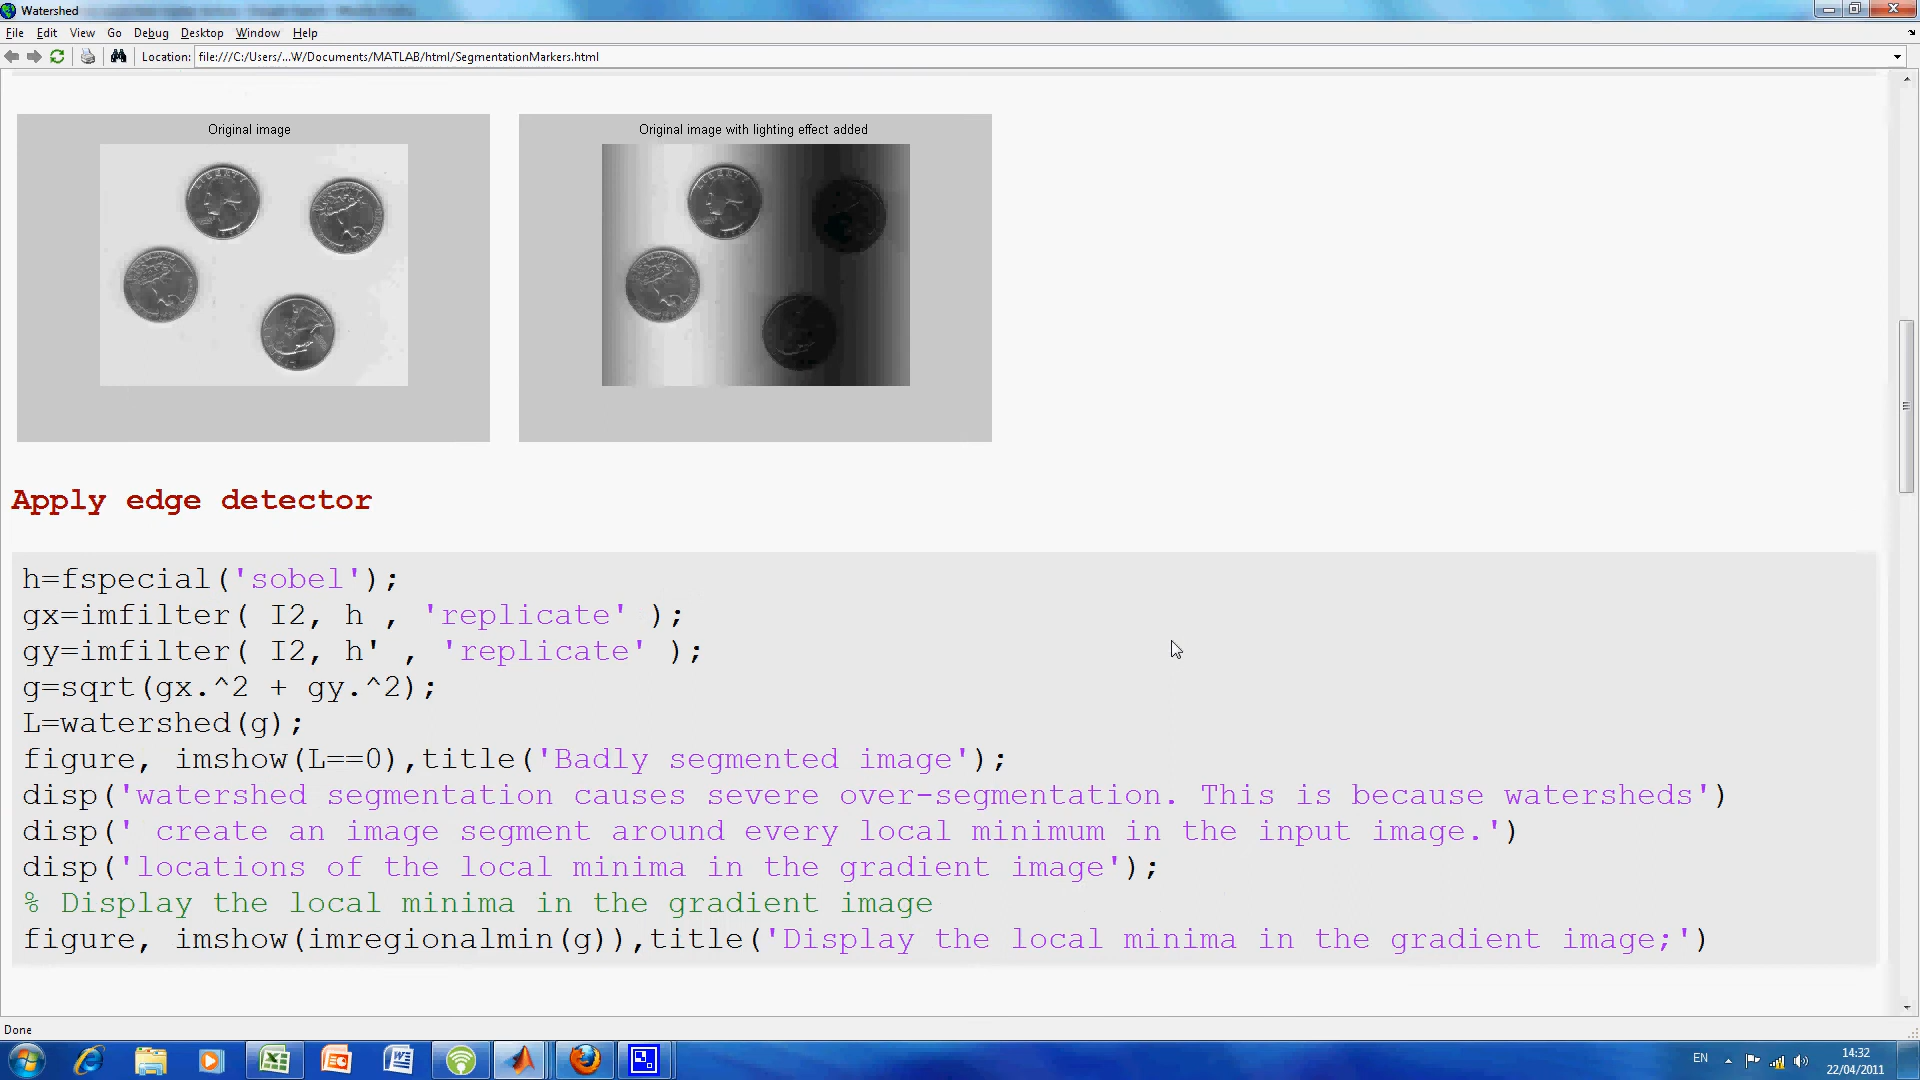 Watershed
File Edit View Go Debug Desktop Window Help
Location: file:///C:/Users/...W/Documents/MATLAB/html/SegmentationMarkers.html
Original image
Original image with lighting effect added
LIBERTY
LIBERTY
Apply edge detector
h=fspecial('sobel');
gx=imfilter( I2, h , 'replicate' );
gy=imfilter( I2, h' , 'replicate' );
g=sqrt(gx.^2 + gy.^2);
L=watershed(g);
figure, imshow(L==0),title('Badly segmented image');
disp('watershed segmentation causes severe over-segmentation. This is because watersheds')
disp(' create an image segment around every local minimum in the input image.')
disp('locations of the local minima in the gradient image');
% Display the local minima in the gradient image
figure, imshow(imregionalmin(g)),title('Display the local minima in the gradient image;')
Done
EN
14:32
22/04/2011